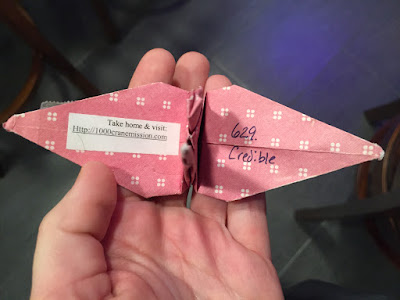 Take home & visit:
Http://1000cranemission.com
629.
Credible